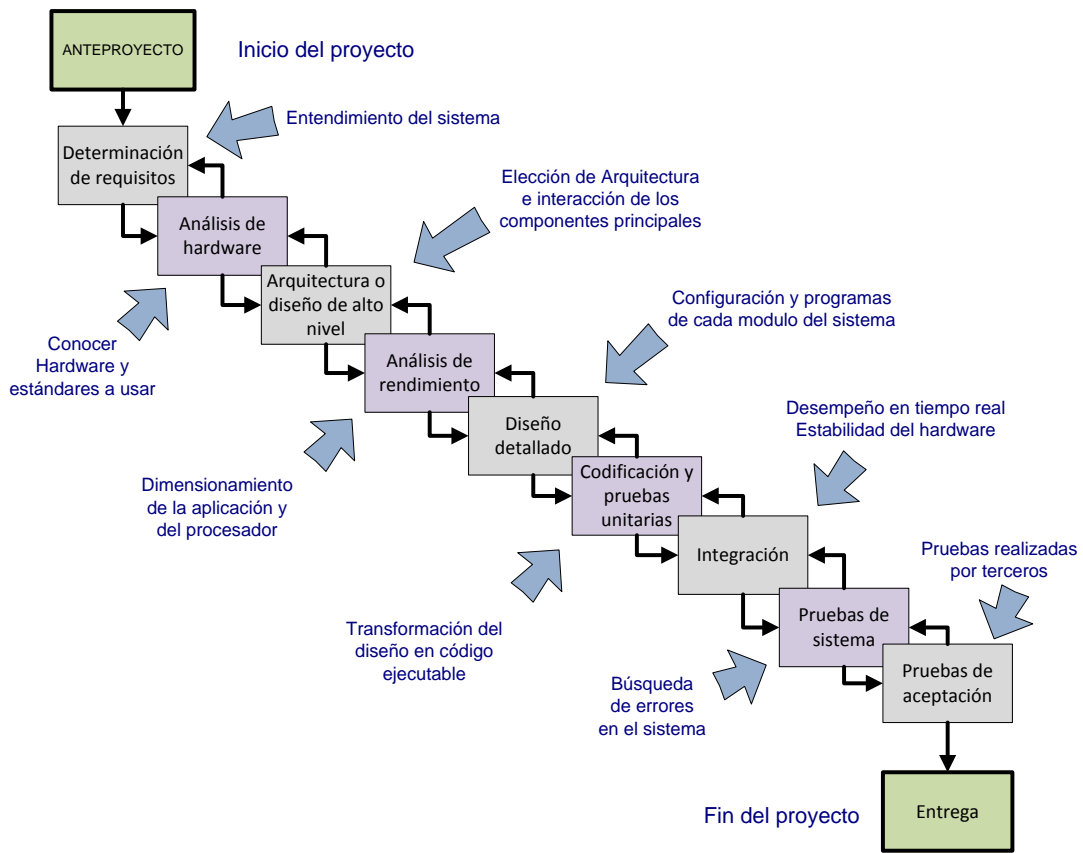 ANTEPROYECTO
Inicio del proyecto
Entendimiento del sistema
Determinación
de requisitos
Elección de Arquitectura
e interacción de los
componentes principales
Análisis de
hardware
Arquitectura o
diseño de alto
nivel
Configuración y programas
de cada modulo del sistema
Conocer
Hardware y
estándares a usar
Análisis de
rendimiento
Diseño
detallado
Desempeño en tiempo real
Estabilidad del hardware
Dimensionamiento
de la aplicación y
del procesador
Codificación y
pruebas
unitarias
Integración
Pruebas realizadas
por terceros
Transformación del
diseño en código
ejecutable
Pruebas de
sistema
Búsqueda
de errores
en el sistema
Pruebas de
aceptación
Fin del proyecto
Entrega